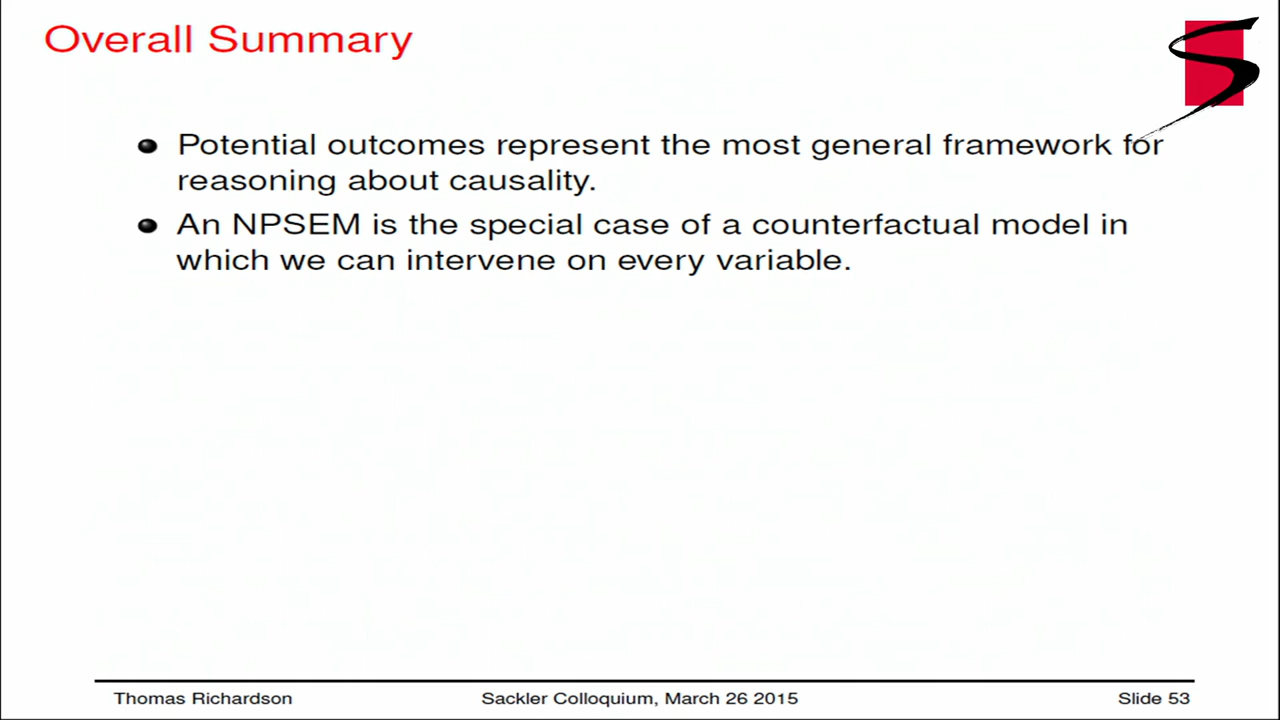 Overall Summary
Potential outcomes represent the most general framework for
reasoning about causality.
An NPSEM is the special case of a counterfactual model in
which we can intervene on every variable.
Thomas Richardson
Sackler Colloquium, March 26 2015
Slide 53